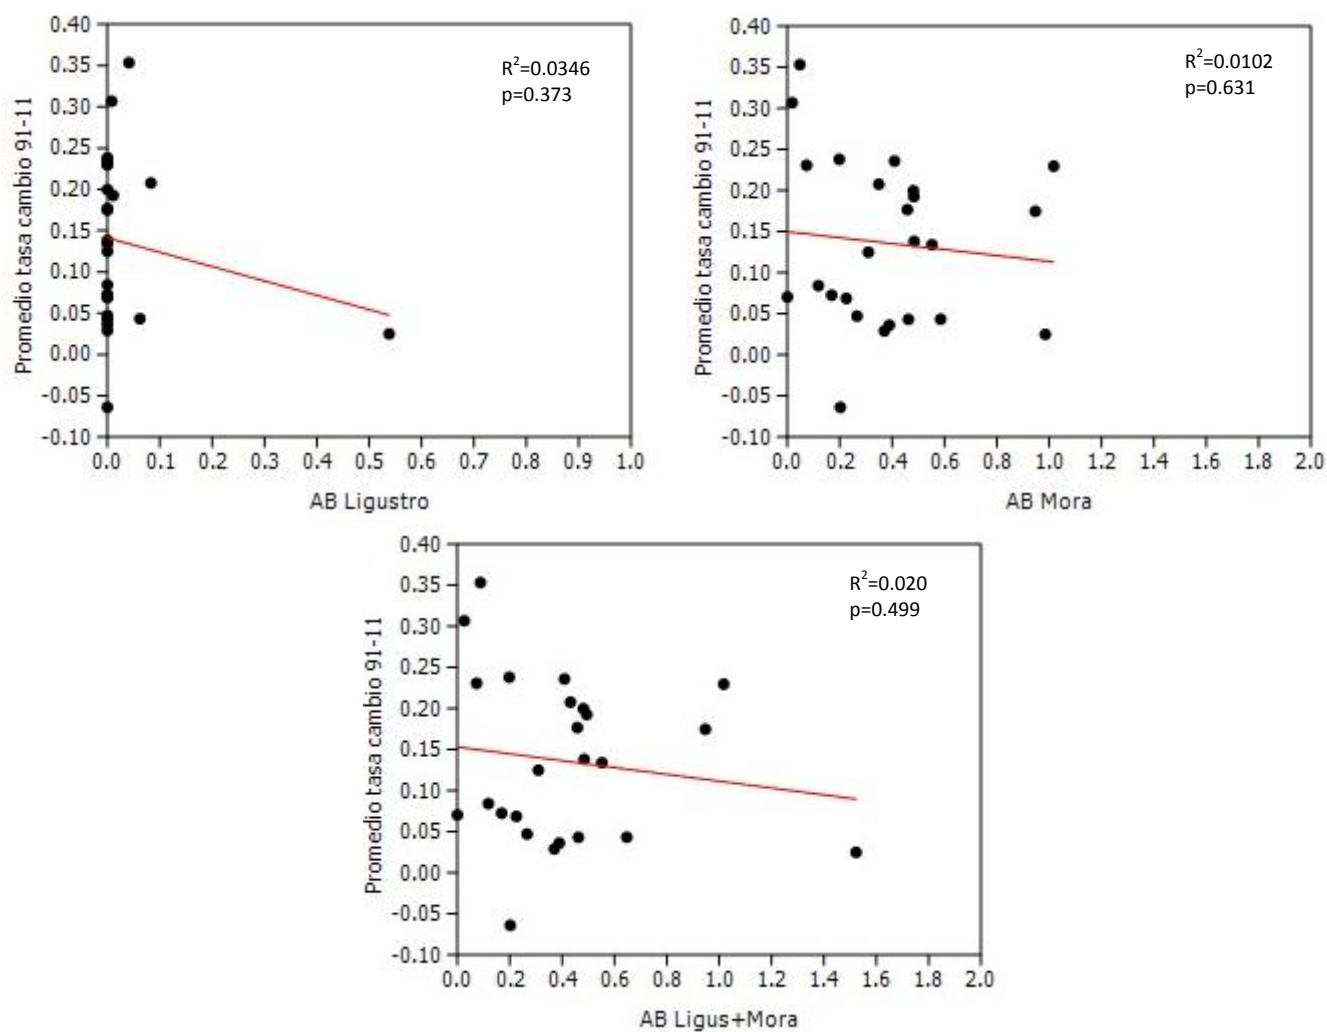 0.40
0.35
0.30
0.25
0.20
0.15
0.10
0.05
0.00
-0.05
-0.10
Promedio tasa cambio 91-11
R²=0.0346
p=0.373
0.0 0.1 0.2 0.3 0.4 0.5 0.6 0.7 0.8 0.9 1.0
AB Ligustro
0.40
0.35
0.30
0.25
0.20
0.15
0.10
0.05
0.00
-0.05
-0.10
Promedio tasa cambio 91-11
R²=0.0102
p=0.631
0.0 0.2 0.4 0.6 0.8 1.0 1.2 1.4 1.6 1.8 2.0
AB Mora
0.40
0.35
0.30
0.25
0.20
0.15
0.10
0.05
0.00
-0.05
-0.10
Promedio tasa cambio 91-11
R²=0.020
p=0.499
0.0 0.2 0.4 0.6 0.8 1.0 1.2 1.4 1.6 1.8 2.0
AB Ligus+Mora